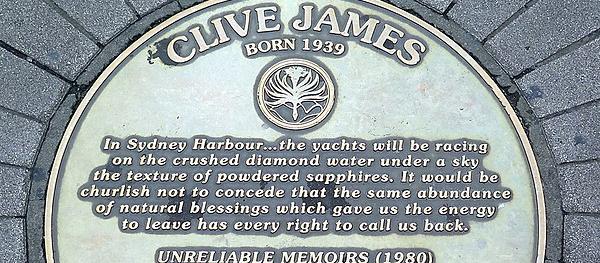 CLIVE JAMES
BORN 1939
In Sydney Harbour...the yachts will be racing
on the crushed diamond water under a sky
the texture of powdered sapphires. It would be
churlish not to concede that the same abundance
of natural blessings which gave us the energy
to leave has every right to call us back.
UNRELIABLE MEMOIRS (1980)